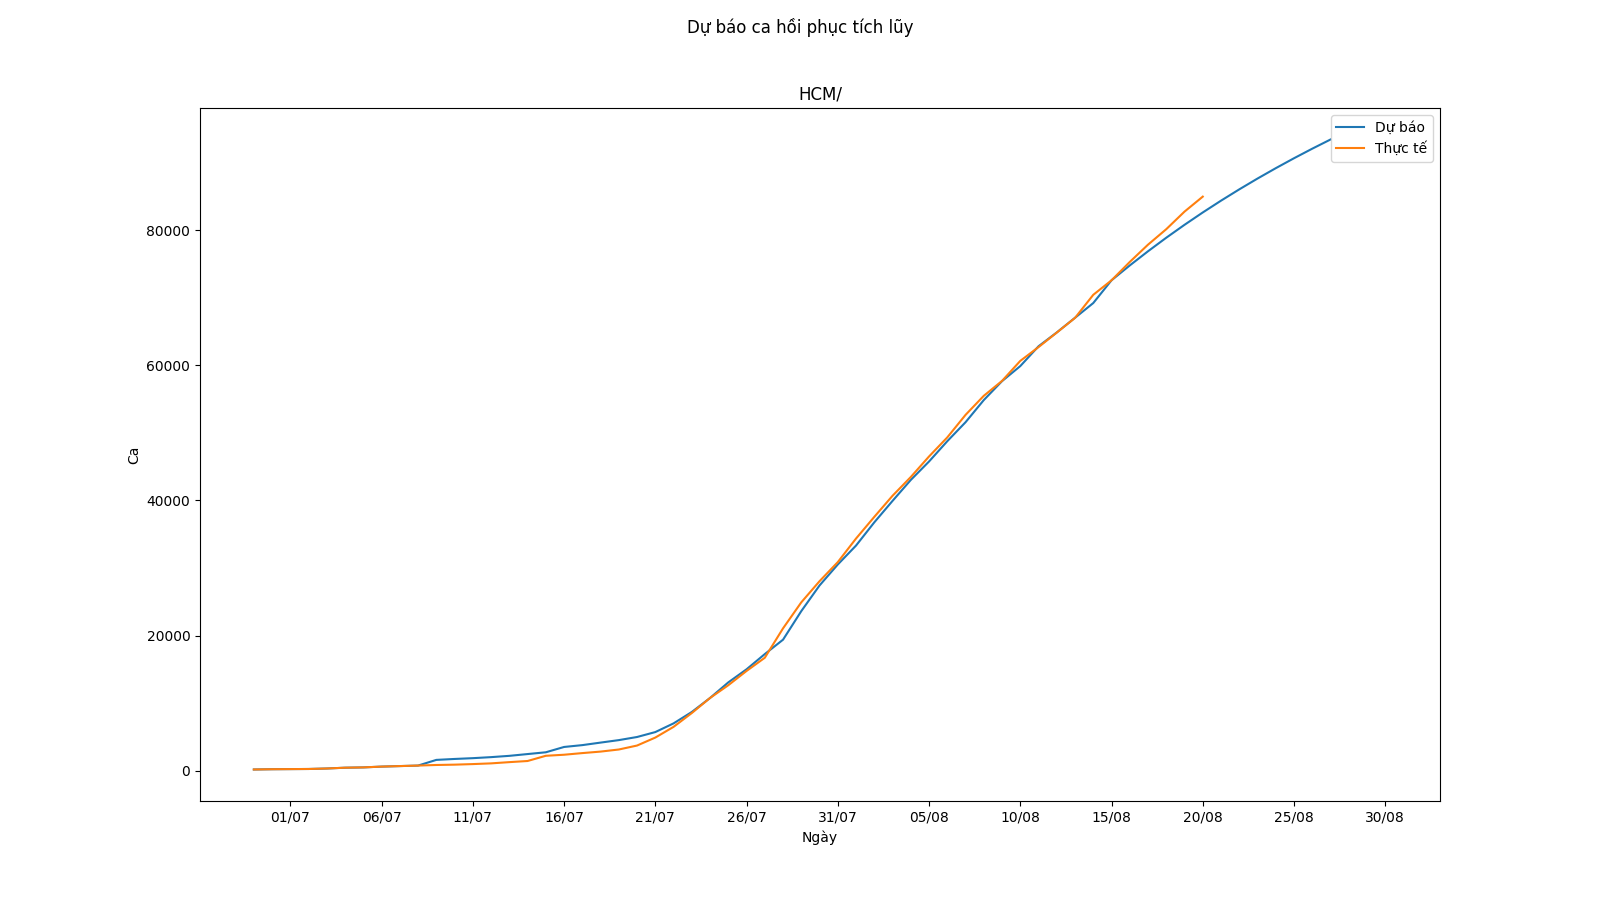 Dự báo ca hồi phục tích lũy
HCM/
Dự báo
Thực tế
80000
60000
40000
20000
0
Ca
01/07 06/07 11/07 16/07 21/07 26/07 31/07 05/08 10/08 15/08 20/08 25/08 30/08
Ngày